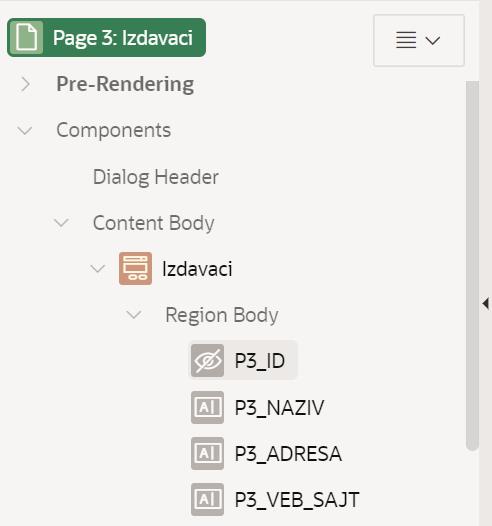 Page 3: Izdavaci
Pre-Rendering
Components
Dialog Header
Content Body
Izdavaci
Region Body
P3_ID
P3_NAZIV
P3_ADRESA
P3_VEB_SAJT